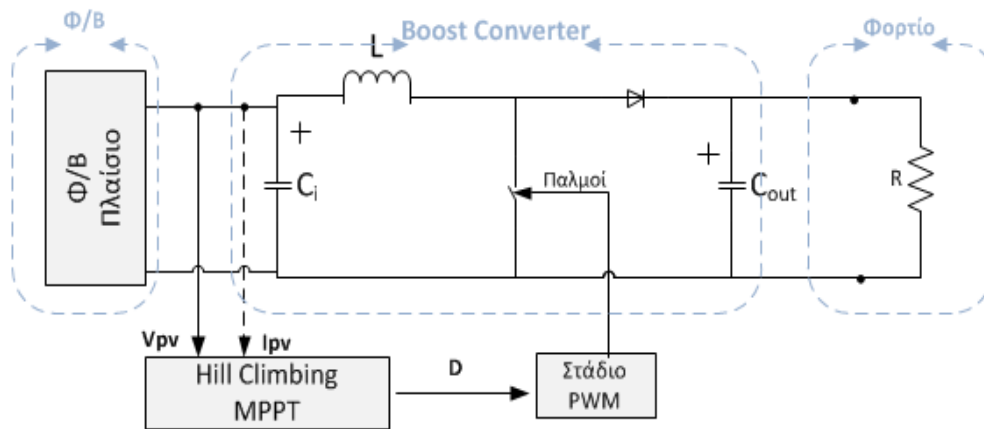 Φ/Β
Boost Converter
Φορτίο
L
Φ/Β
Πλαίσιο
+
Ci
Παλμοί
+
Cout
R
Vpv
Ipv
Hill Climbing
MPPT
D
Στάδιο
PWM